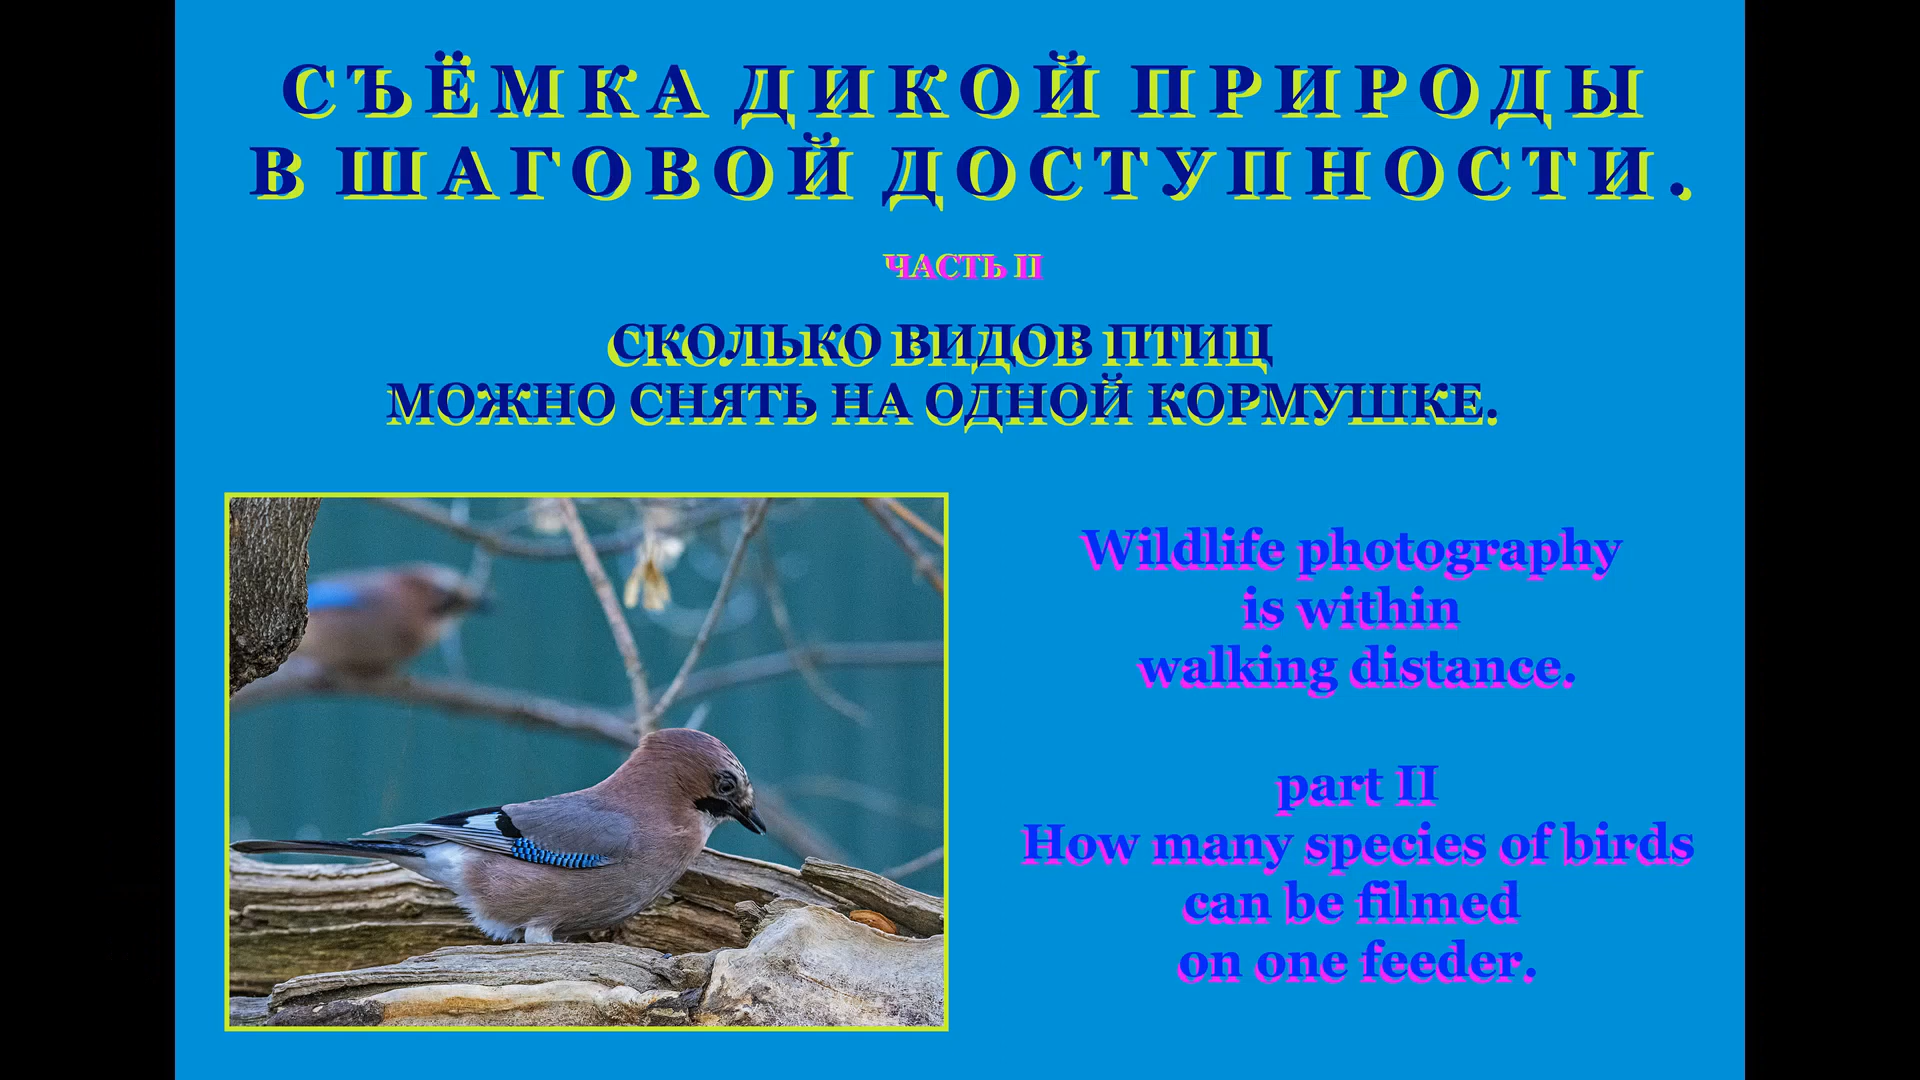 СЪЁМКА ДИКОЙ ПРИРОДЫ
В ШАГОВОЙ ДОСТУПНОСТИ.
ЧАСТЬ II
СКОЛЬКО ВИДОВ ПТИЦ
МОЖНО СНЯТЬ НА ОДНОЙ КОРМУШКЕ.
Wildlife photography
is within
walking distance.
part II
How many species of birds
can be filmed
on one feeder.